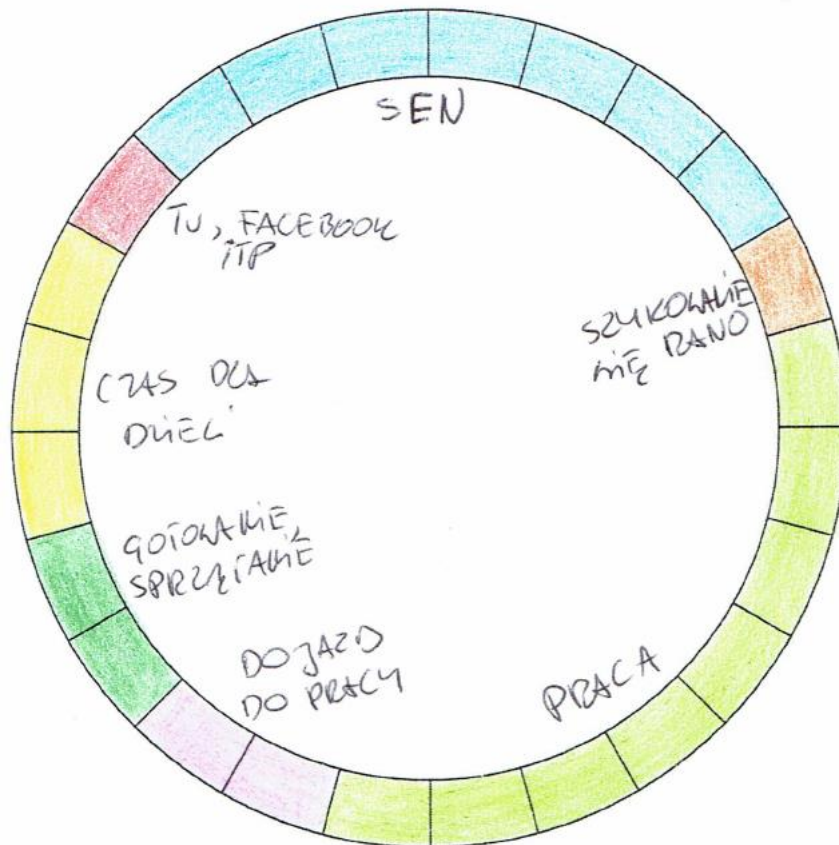 SEN
TV, FACEBOOK
ITP
SZYKOWANIE
SIĘ RANO
CZAS DLA
DZIECI
GOTOWANIE,
SPRZĄTANIE
DOJAZD
DO PRACY
PRACA